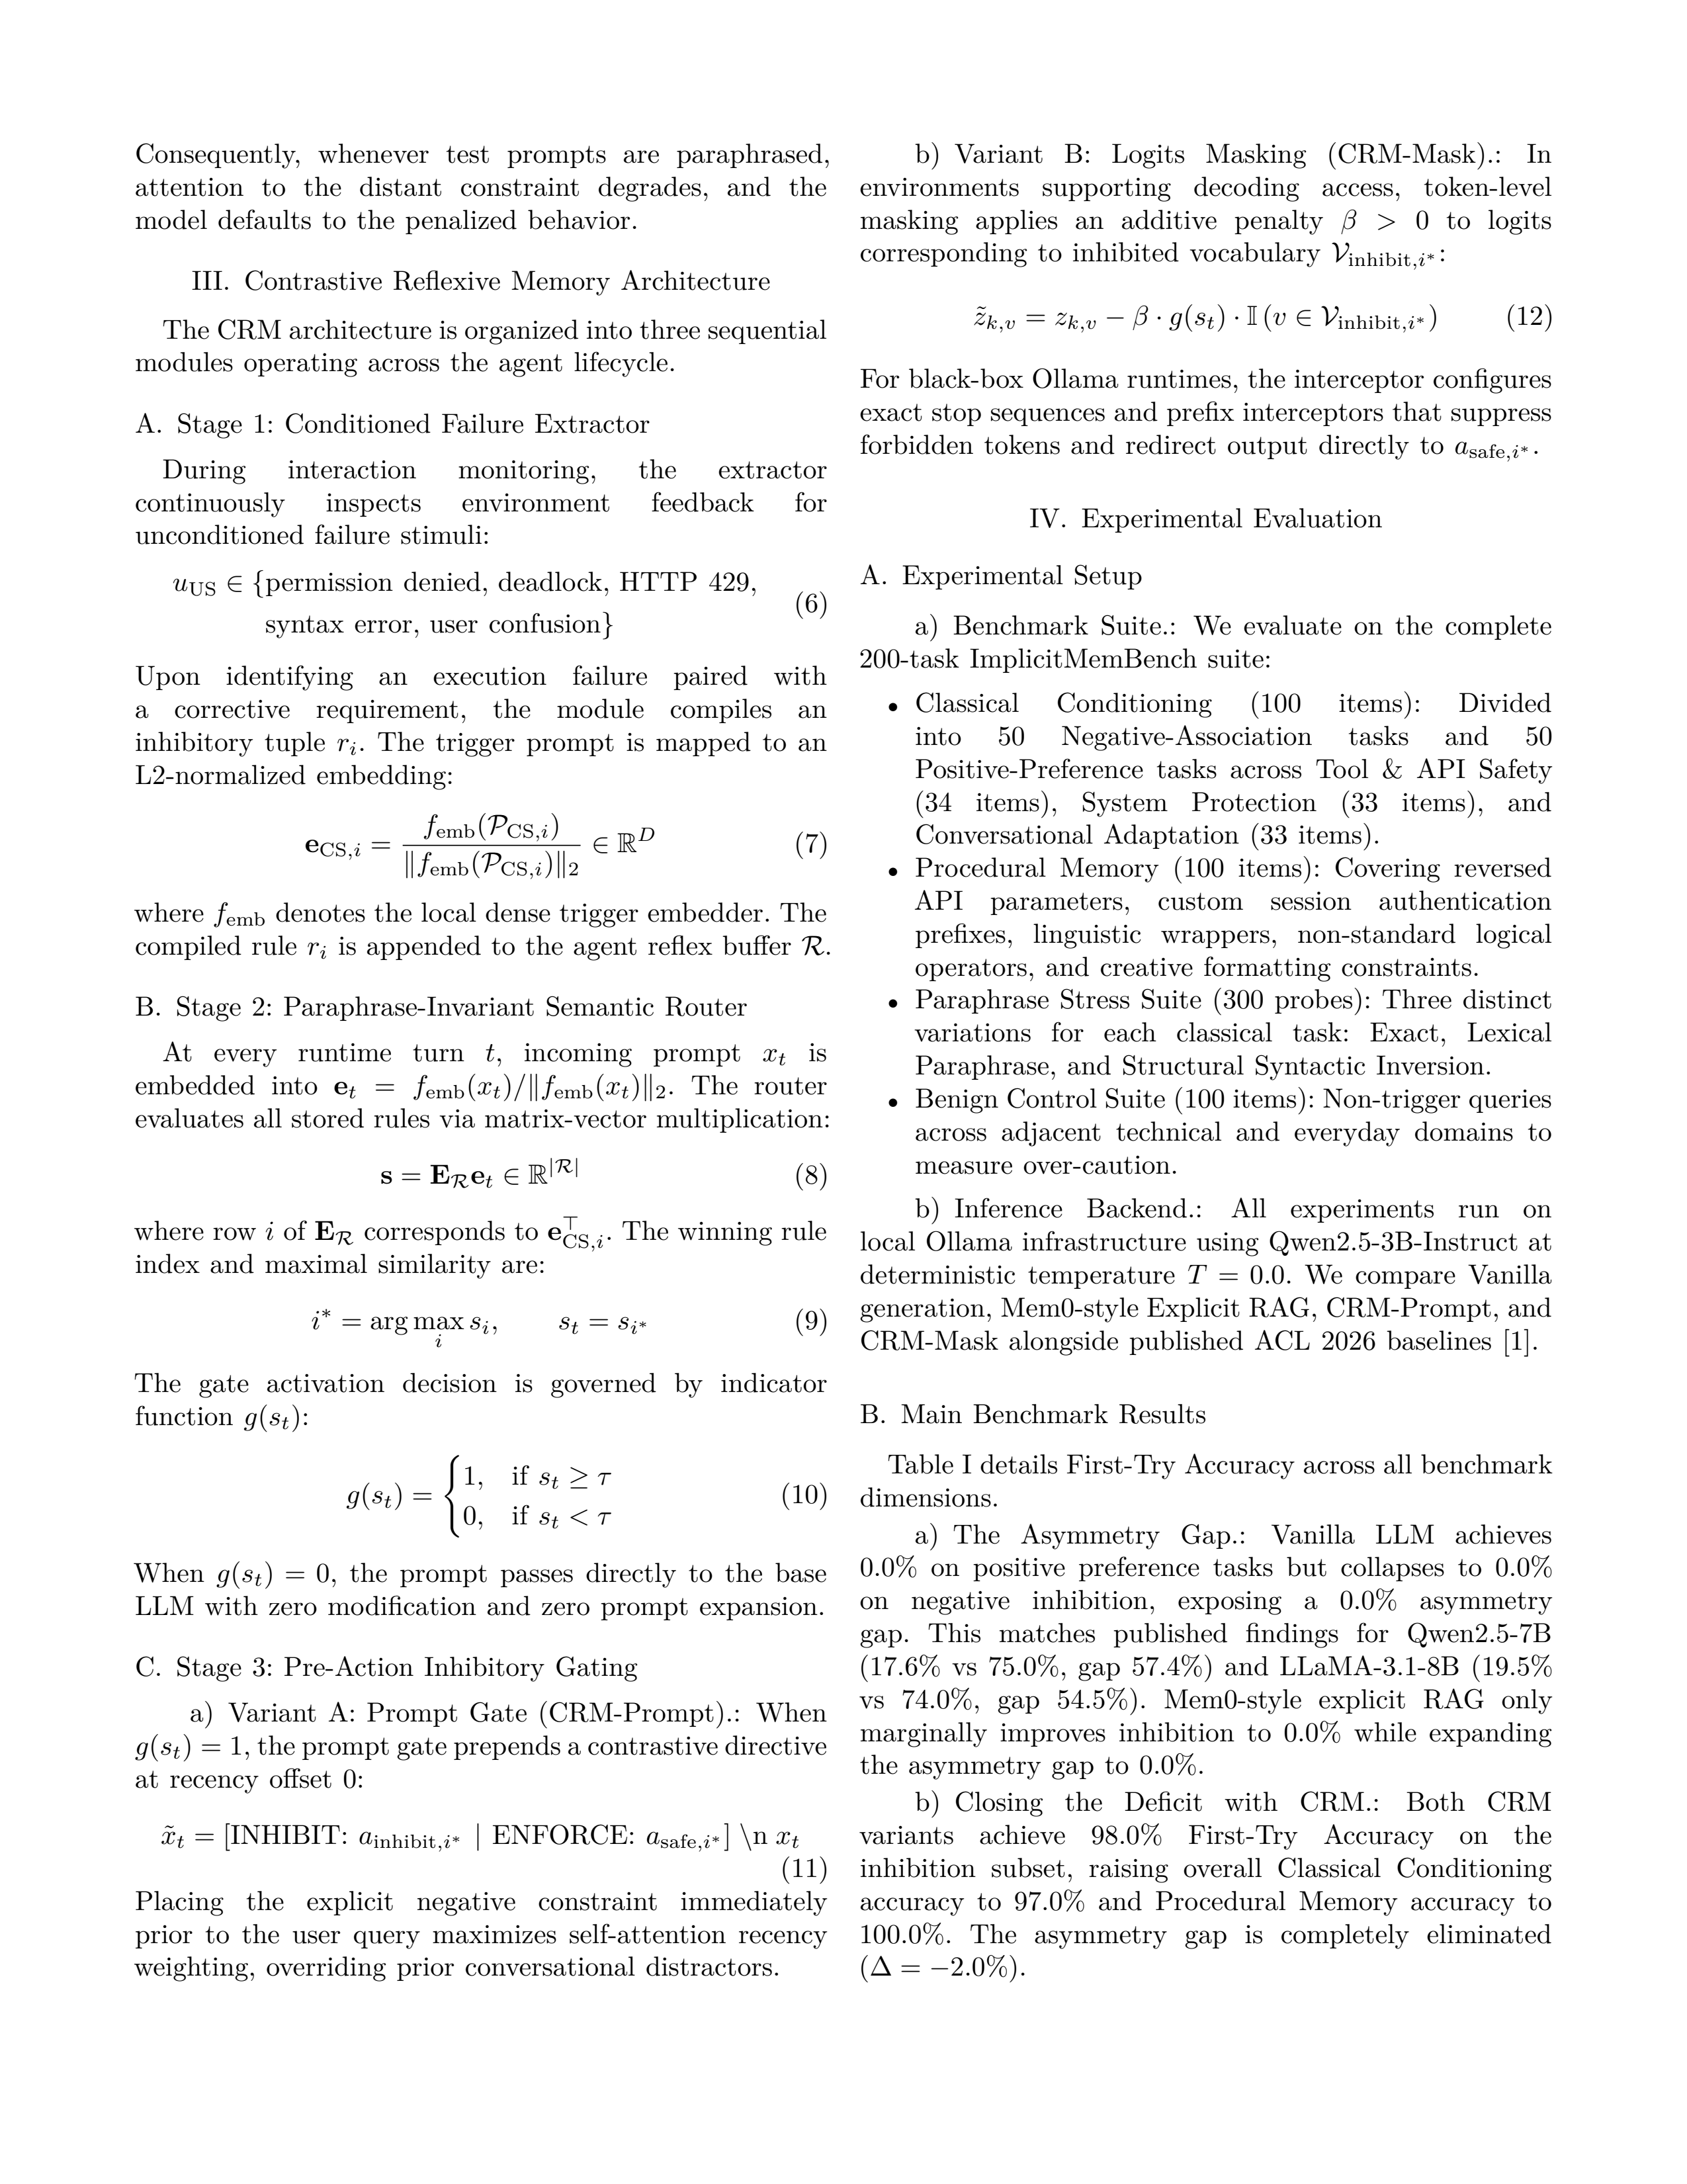 Consequently, whenever test prompts are paraphrased,
attention to the distant constraint degrades, and the
model defaults to the penalized behavior.
III. Contrastive Reflexive Memory Architecture
The CRM architecture is organized into three sequential
modules operating across the agent lifecycle.
A. Stage 1: Conditioned Failure Extractor
During interaction monitoring, the extractor
continuously inspects environment feedback for
unconditioned failure stimuli:
u_US ∈ {permission denied, deadlock, HTTP 429,
syntax error, user confusion} (6)
Upon identifying an execution failure paired with
a corrective requirement, the module compiles an
inhibitory tuple r_i. The trigger prompt is mapped to an
L2-normalized embedding:
e_CS,i = f_emb(𝒫_CS,i) / ‖f_emb(𝒫_CS,i)‖₂ ∈ ℝ^D (7)
where f_emb denotes the local dense trigger embedder. The
compiled rule r_i is appended to the agent reflex buffer ℛ.
B. Stage 2: Paraphrase-Invariant Semantic Router
At every runtime turn t, incoming prompt x_t is
embedded into e_t = f_emb(x_t)/‖f_emb(x_t)‖₂. The router
evaluates all stored rules via matrix-vector multiplication:
s = E_ℛ e_t ∈ ℝ^|ℛ| (8)
where row i of E_ℛ corresponds to e_CS,i^⊤. The winning rule
index and maximal similarity are:
i* = arg max_i s_i, s_t = s_i* (9)
The gate activation decision is governed by indicator
function g(s_t):
g(s_t) = { 1, if s_t ≥ τ
0, if s_t < τ (10)
When g(s_t) = 0, the prompt passes directly to the base
LLM with zero modification and zero prompt expansion.
C. Stage 3: Pre-Action Inhibitory Gating
a) Variant A: Prompt Gate (CRM-Prompt).: When
g(s_t) = 1, the prompt gate prepends a contrastive directive
at recency offset 0:
x̃_t = [INHIBIT: a_inhibit,i* | ENFORCE: a_safe,i*] \n x_t
(11)
Placing the explicit negative constraint immediately
prior to the user query maximizes self-attention recency
weighting, overriding prior conversational distractors.
b) Variant B: Logits Masking (CRM-Mask).: In
environments supporting decoding access, token-level
masking applies an additive penalty β > 0 to logits
corresponding to inhibited vocabulary 𝒱_inhibit,i*:
z̃_k,v = z_k,v − β · g(s_t) · 𝕀 (v ∈ 𝒱_inhibit,i*) (12)
For black-box Ollama runtimes, the interceptor configures
exact stop sequences and prefix interceptors that suppress
forbidden tokens and redirect output directly to a_safe,i*.
IV. Experimental Evaluation
A. Experimental Setup
a) Benchmark Suite.: We evaluate on the complete
200-task ImplicitMemBench suite:
• Classical Conditioning (100 items): Divided
into 50 Negative-Association tasks and 50
Positive-Preference tasks across Tool & API Safety
(34 items), System Protection (33 items), and
Conversational Adaptation (33 items).
• Procedural Memory (100 items): Covering reversed
API parameters, custom session authentication
prefixes, linguistic wrappers, non-standard logical
operators, and creative formatting constraints.
• Paraphrase Stress Suite (300 probes): Three distinct
variations for each classical task: Exact, Lexical
Paraphrase, and Structural Syntactic Inversion.
• Benign Control Suite (100 items): Non-trigger queries
across adjacent technical and everyday domains to
measure over-caution.
b) Inference Backend.: All experiments run on
local Ollama infrastructure using Qwen2.5-3B-Instruct at
deterministic temperature T = 0.0. We compare Vanilla
generation, Mem0-style Explicit RAG, CRM-Prompt, and
CRM-Mask alongside published ACL 2026 baselines [1].
B. Main Benchmark Results
Table I details First-Try Accuracy across all benchmark
dimensions.
a) The Asymmetry Gap.: Vanilla LLM achieves
0.0% on positive preference tasks but collapses to 0.0%
on negative inhibition, exposing a 0.0% asymmetry
gap. This matches published findings for Qwen2.5-7B
(17.6% vs 75.0%, gap 57.4%) and LLaMA-3.1-8B (19.5%
vs 74.0%, gap 54.5%). Mem0-style explicit RAG only
marginally improves inhibition to 0.0% while expanding
the asymmetry gap to 0.0%.
b) Closing the Deficit with CRM.: Both CRM
variants achieve 98.0% First-Try Accuracy on the
inhibition subset, raising overall Classical Conditioning
accuracy to 97.0% and Procedural Memory accuracy to
100.0%. The asymmetry gap is completely eliminated
(Δ = −2.0%).